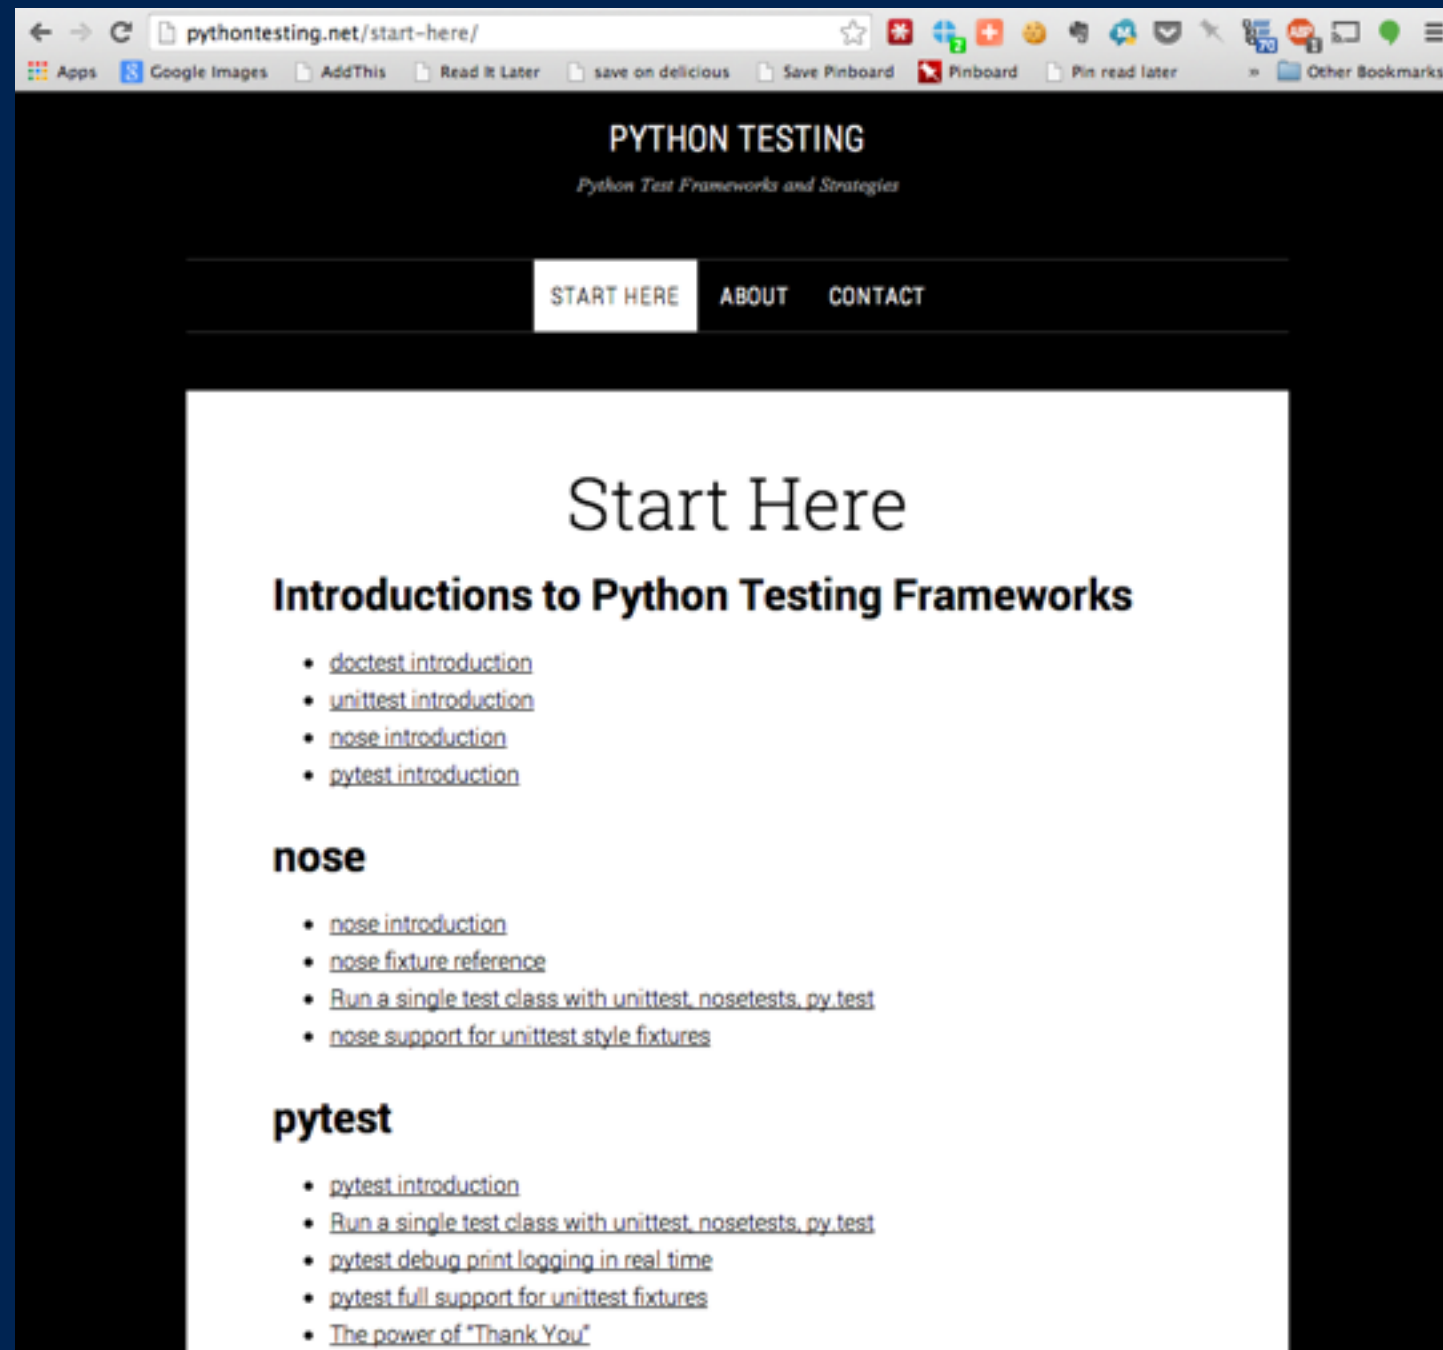 pythontesting.net/start-here/
Apps Google Images AddThis Read It Later save on delicious Save Pinboard Pinboard Pin read later » Other Bookmarks
PYTHON TESTING
Python Test Frameworks and Strategies
START HERE ABOUT CONTACT
Start Here
Introductions to Python Testing Frameworks
• doctest introduction
• unittest introduction
• nose introduction
• pytest introduction
nose
• nose introduction
• nose fixture reference
• Run a single test class with unittest, nosetests, py.test
• nose support for unittest style fixtures
pytest
• pytest introduction
• Run a single test class with unittest, nosetests, py.test
• pytest debug print logging in real time
• pytest full support for unittest fixtures
• The power of “Thank You”